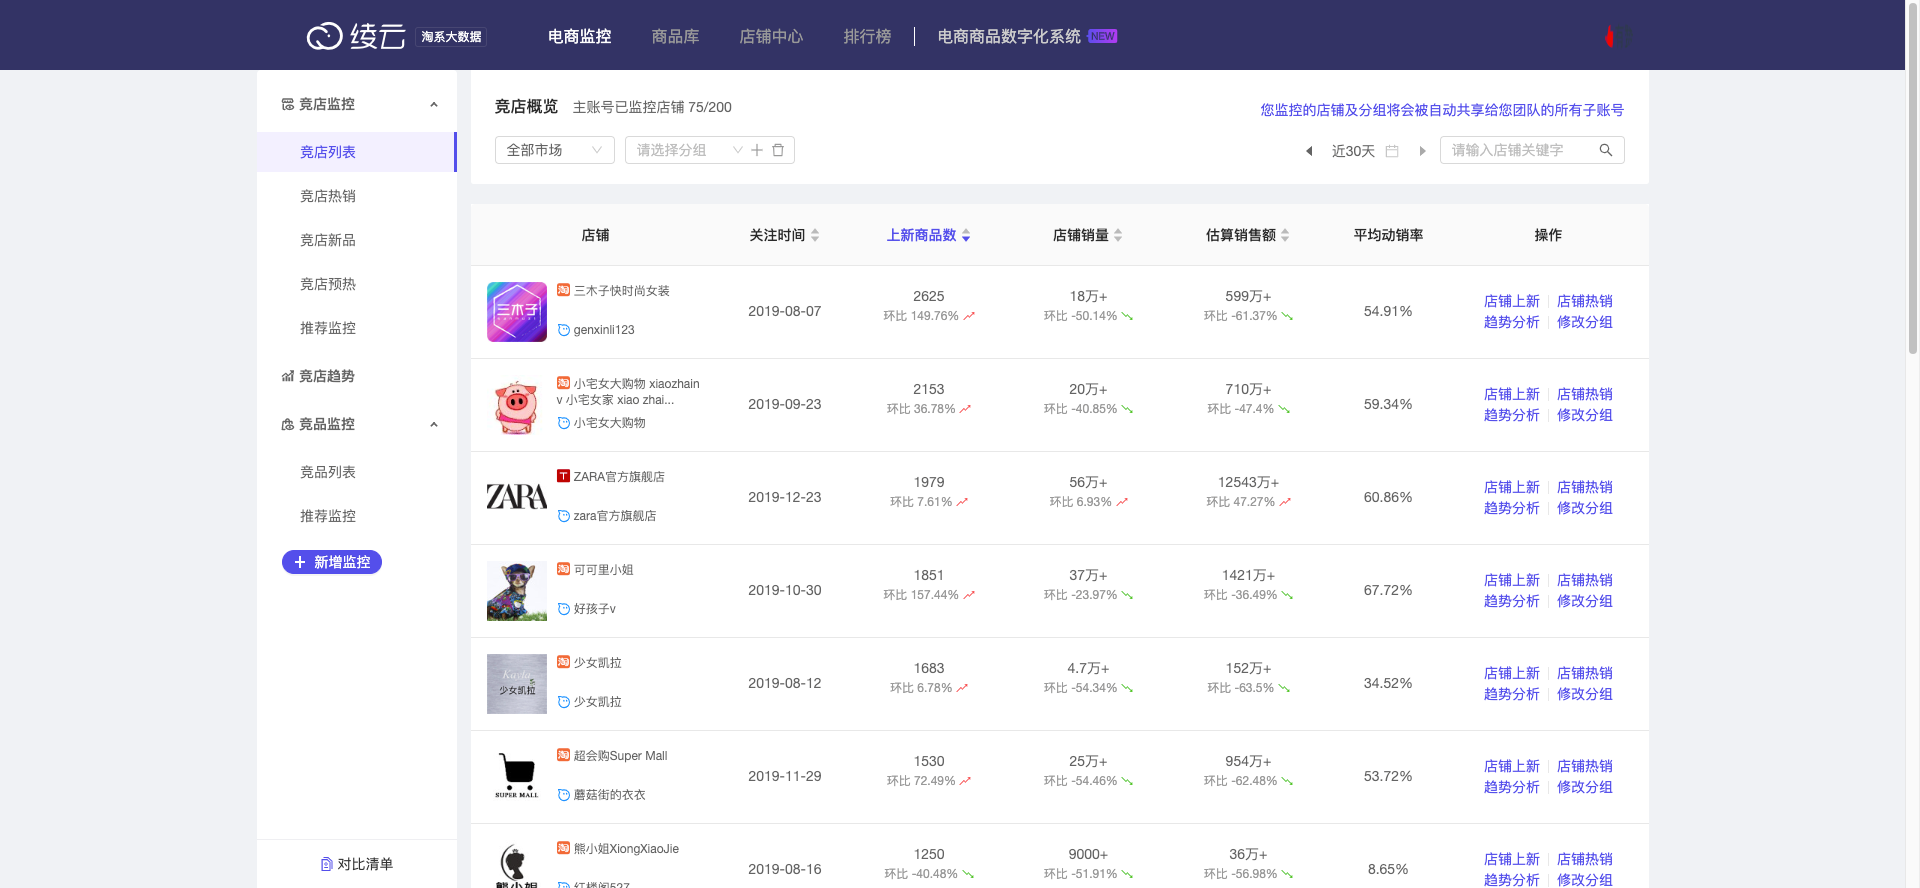 绫云 淘系大数据 电商监控 商品库 店铺中心 排行榜 电商商品数字化系统 NEW
竞店监控
竞店列表
竞店热销
竞店新品
竞店预热
推荐监控
竞店趋势
竞品监控
竞品列表
推荐监控
新增监控
对比清单
竞店概览 主账号已监控店铺 75/200
您监控的店铺及分组将会被自动共享给您团队的所有子账号
全部市场 请选择分组 近30天 请输入店铺关键字
店铺 关注时间 上新商品数 店铺销量 估算销售额 平均动销率 操作
三木子
淘 三木子快时尚女装
genxinli123
2019-08-07
2625
环比 149.76%
18万+
环比 -50.14%
599万+
环比 -61.37%
54.91%
店铺上新 店铺热销
趋势分析 修改分组
淘 小宅女大购物 xiaozhain
v 小宅女家 xiao zhai...
小宅女大购物
2019-09-23
2153
环比 36.78%
20万+
环比 -40.85%
710万+
环比 -47.4%
59.34%
店铺上新 店铺热销
趋势分析 修改分组
ZARA
T ZARA官方旗舰店
zara官方旗舰店
2019-12-23
1979
环比 7.61%
56万+
环比 6.93%
12543万+
环比 47.27%
60.86%
店铺上新 店铺热销
趋势分析 修改分组
淘 可可里小姐
好孩子v
2019-10-30
1851
环比 157.44%
37万+
环比 -23.97%
1421万+
环比 -36.49%
67.72%
店铺上新 店铺热销
趋势分析 修改分组
Kayla
少女凯拉
淘 少女凯拉
少女凯拉
2019-08-12
1683
环比 6.78%
4.7万+
环比 -54.34%
152万+
环比 -63.5%
34.52%
店铺上新 店铺热销
趋势分析 修改分组
SUPER MALL
淘 超会购Super Mall
蘑菇街的衣衣
2019-11-29
1530
环比 72.49%
25万+
环比 -54.46%
954万+
环比 -62.48%
53.72%
店铺上新 店铺热销
趋势分析 修改分组
熊小姐
淘 熊小姐XiongXiaoJie
红楼阁527
2019-08-16
1250
环比 -40.48%
9000+
环比 -51.91%
36万+
环比 -56.98%
8.65%
店铺上新 店铺热销
趋势分析 修改分组